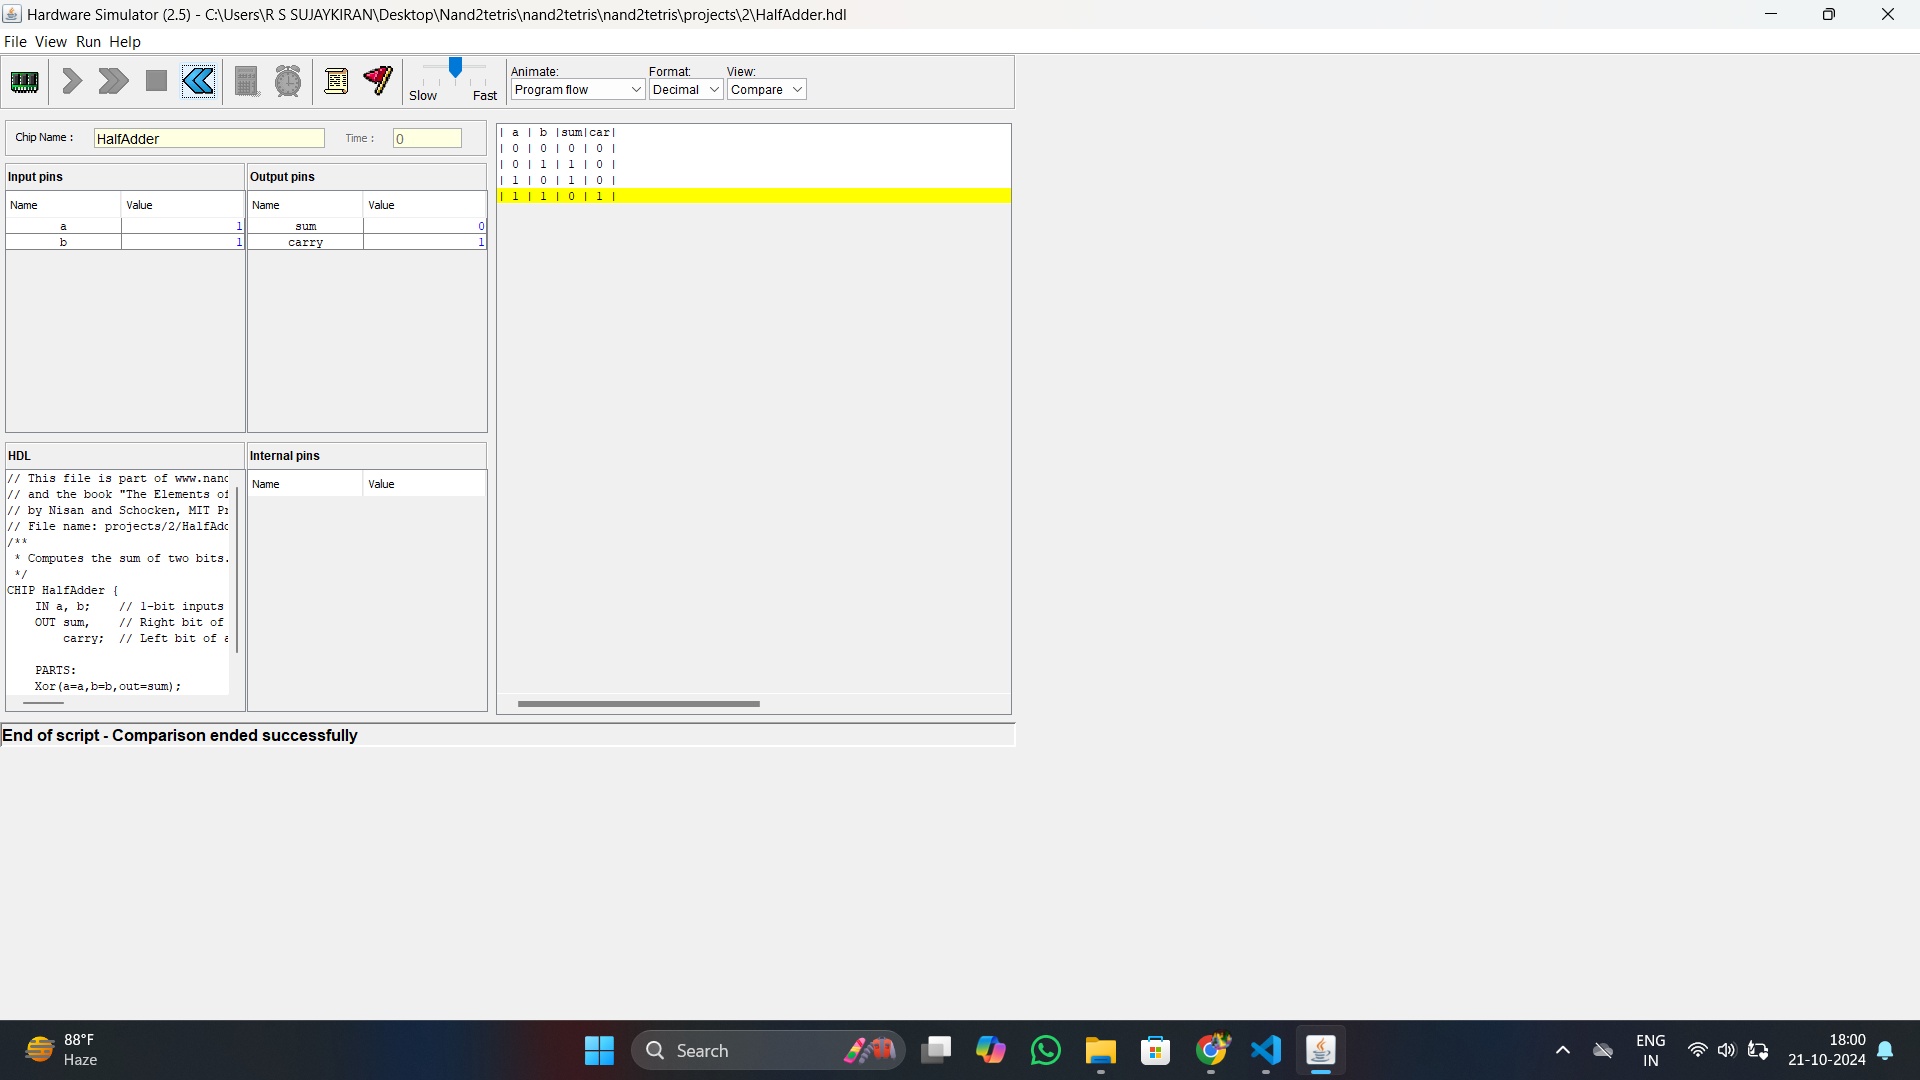 Hardware Simulator (2.5) - C:\Users\R S SUJAYKIRAN\Desktop\Nand2tetris\nand2tetris\nand2tetris\projects\2\HalfAdder.hdl
File View Run Help
Slow Fast
Animate: Format: View:
Program flow Decimal Compare
Chip Name : HalfAdder Time : 0
Input pins
Name Value
a 1
b 1
Output pins
Name Value
sum 0
carry 1
| a | b |sum|car|
| 0 | 0 | 0 | 0 |
| 0 | 1 | 1 | 0 |
| 1 | 0 | 1 | 0 |
| 1 | 1 | 0 | 1 |
HDL
// This file is part of www.nand
// and the book "The Elements of
// by Nisan and Schocken, MIT Pr
// File name: projects/2/HalfAdd
/**
* Computes the sum of two bits.
*/
CHIP HalfAdder {
IN a, b; // 1-bit inputs
OUT sum, // Right bit of
carry; // Left bit of a
PARTS:
Xor(a=a,b=b,out=sum);
Internal pins
Name Value
End of script - Comparison ended successfully
88°F
Haze
Search
ENG
IN
18:00
21-10-2024